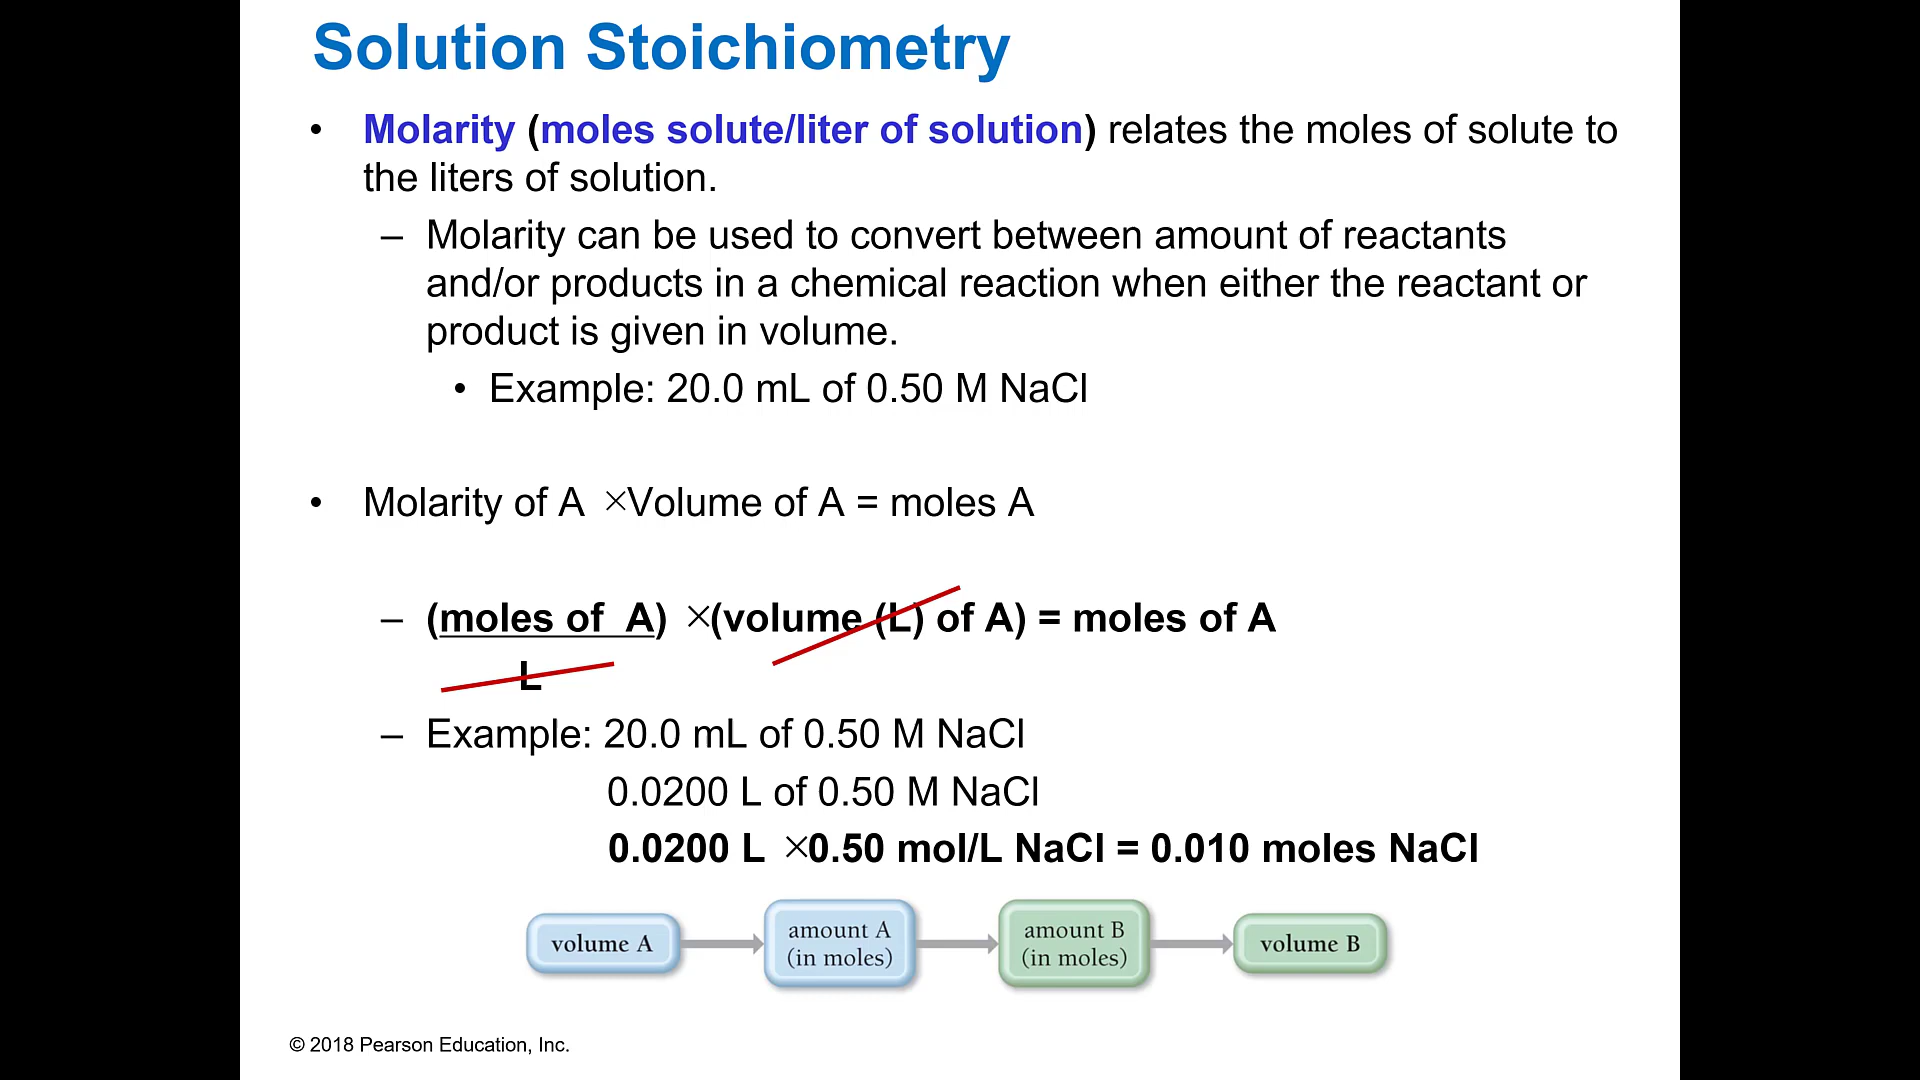 Solution Stoichiometry
• Molarity (moles solute/liter of solution) relates the moles of solute to
the liters of solution.
– Molarity can be used to convert between amount of reactants
and/or products in a chemical reaction when either the reactant or
product is given in volume.
• Example: 20.0 mL of 0.50 M NaCl
• Molarity of A ×Volume of A = moles A
– (moles of A) ×(volume (L) of A) = moles of A
L
– Example: 20.0 mL of 0.50 M NaCl
0.0200 L of 0.50 M NaCl
0.0200 L ×0.50 mol/L NaCl = 0.010 moles NaCl
volume A
amount A
(in moles)
amount B
(in moles)
volume B
© 2018 Pearson Education, Inc.